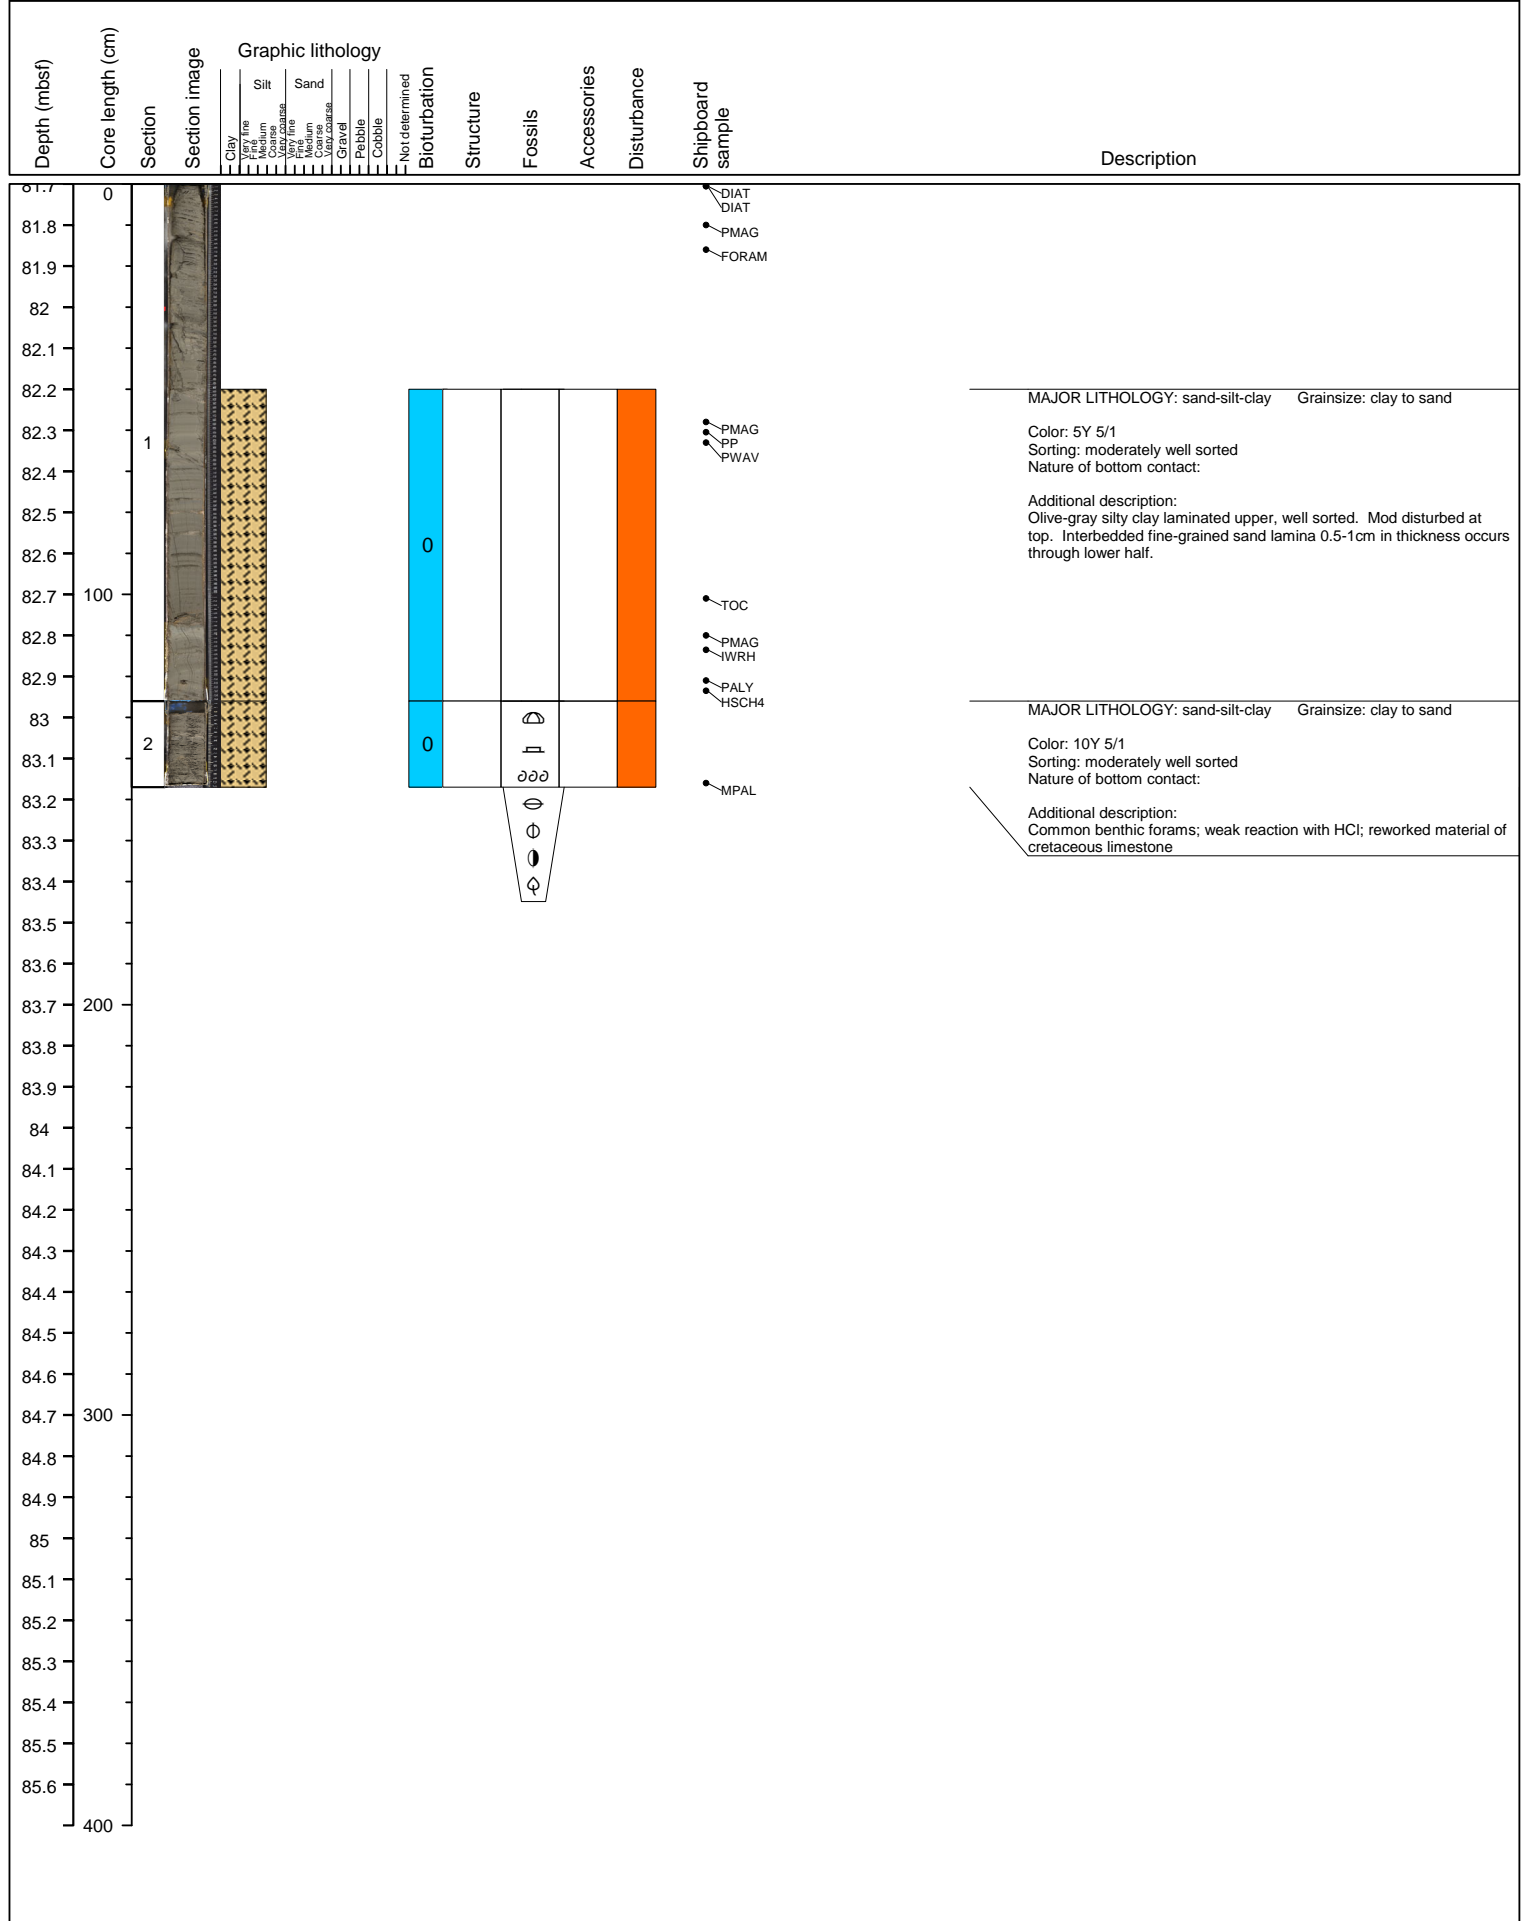 Depth (mbsf)
Core length (cm)
Section
Section image
Graphic lithology
Clay
Silt
Very fine
Fine
Medium
Coarse
Very coarse
Sand
Very fine
Fine
Medium
Coarse
Very coarse
Gravel
Pebble
Cobble
Not determined
Bioturbation
Structure
Fossils
Accessories
Disturbance
Shipboard
sample
Description
81.7
81.8
81.9
82
82.1
82.2
82.3
82.4
82.5
82.6
82.7
82.8
82.9
83
83.1
83.2
83.3
83.4
83.5
83.6
83.7
83.8
83.9
84
84.1
84.2
84.3
84.4
84.5
84.6
84.7
84.8
84.9
85
85.1
85.2
85.3
85.4
85.5
85.6
0
100
200
300
400
1
2
0
0
DIAT
DIAT
PMAG
FORAM
PMAG
PP
PWAV
TOC
PMAG
IWRH
PALY
HSCH4
MPAL
MAJOR LITHOLOGY: sand-silt-clay Grainsize: clay to sand
Color: 5Y 5/1
Sorting: moderately well sorted
Nature of bottom contact:
Additional description:
Olive-gray silty clay laminated upper, well sorted. Mod disturbed at
top. Interbedded fine-grained sand lamina 0.5-1cm in thickness occurs
through lower half.
MAJOR LITHOLOGY: sand-silt-clay Grainsize: clay to sand
Color: 10Y 5/1
Sorting: moderately well sorted
Nature of bottom contact:
Additional description:
Common benthic forams; weak reaction with HCl; reworked material of
cretaceous limestone